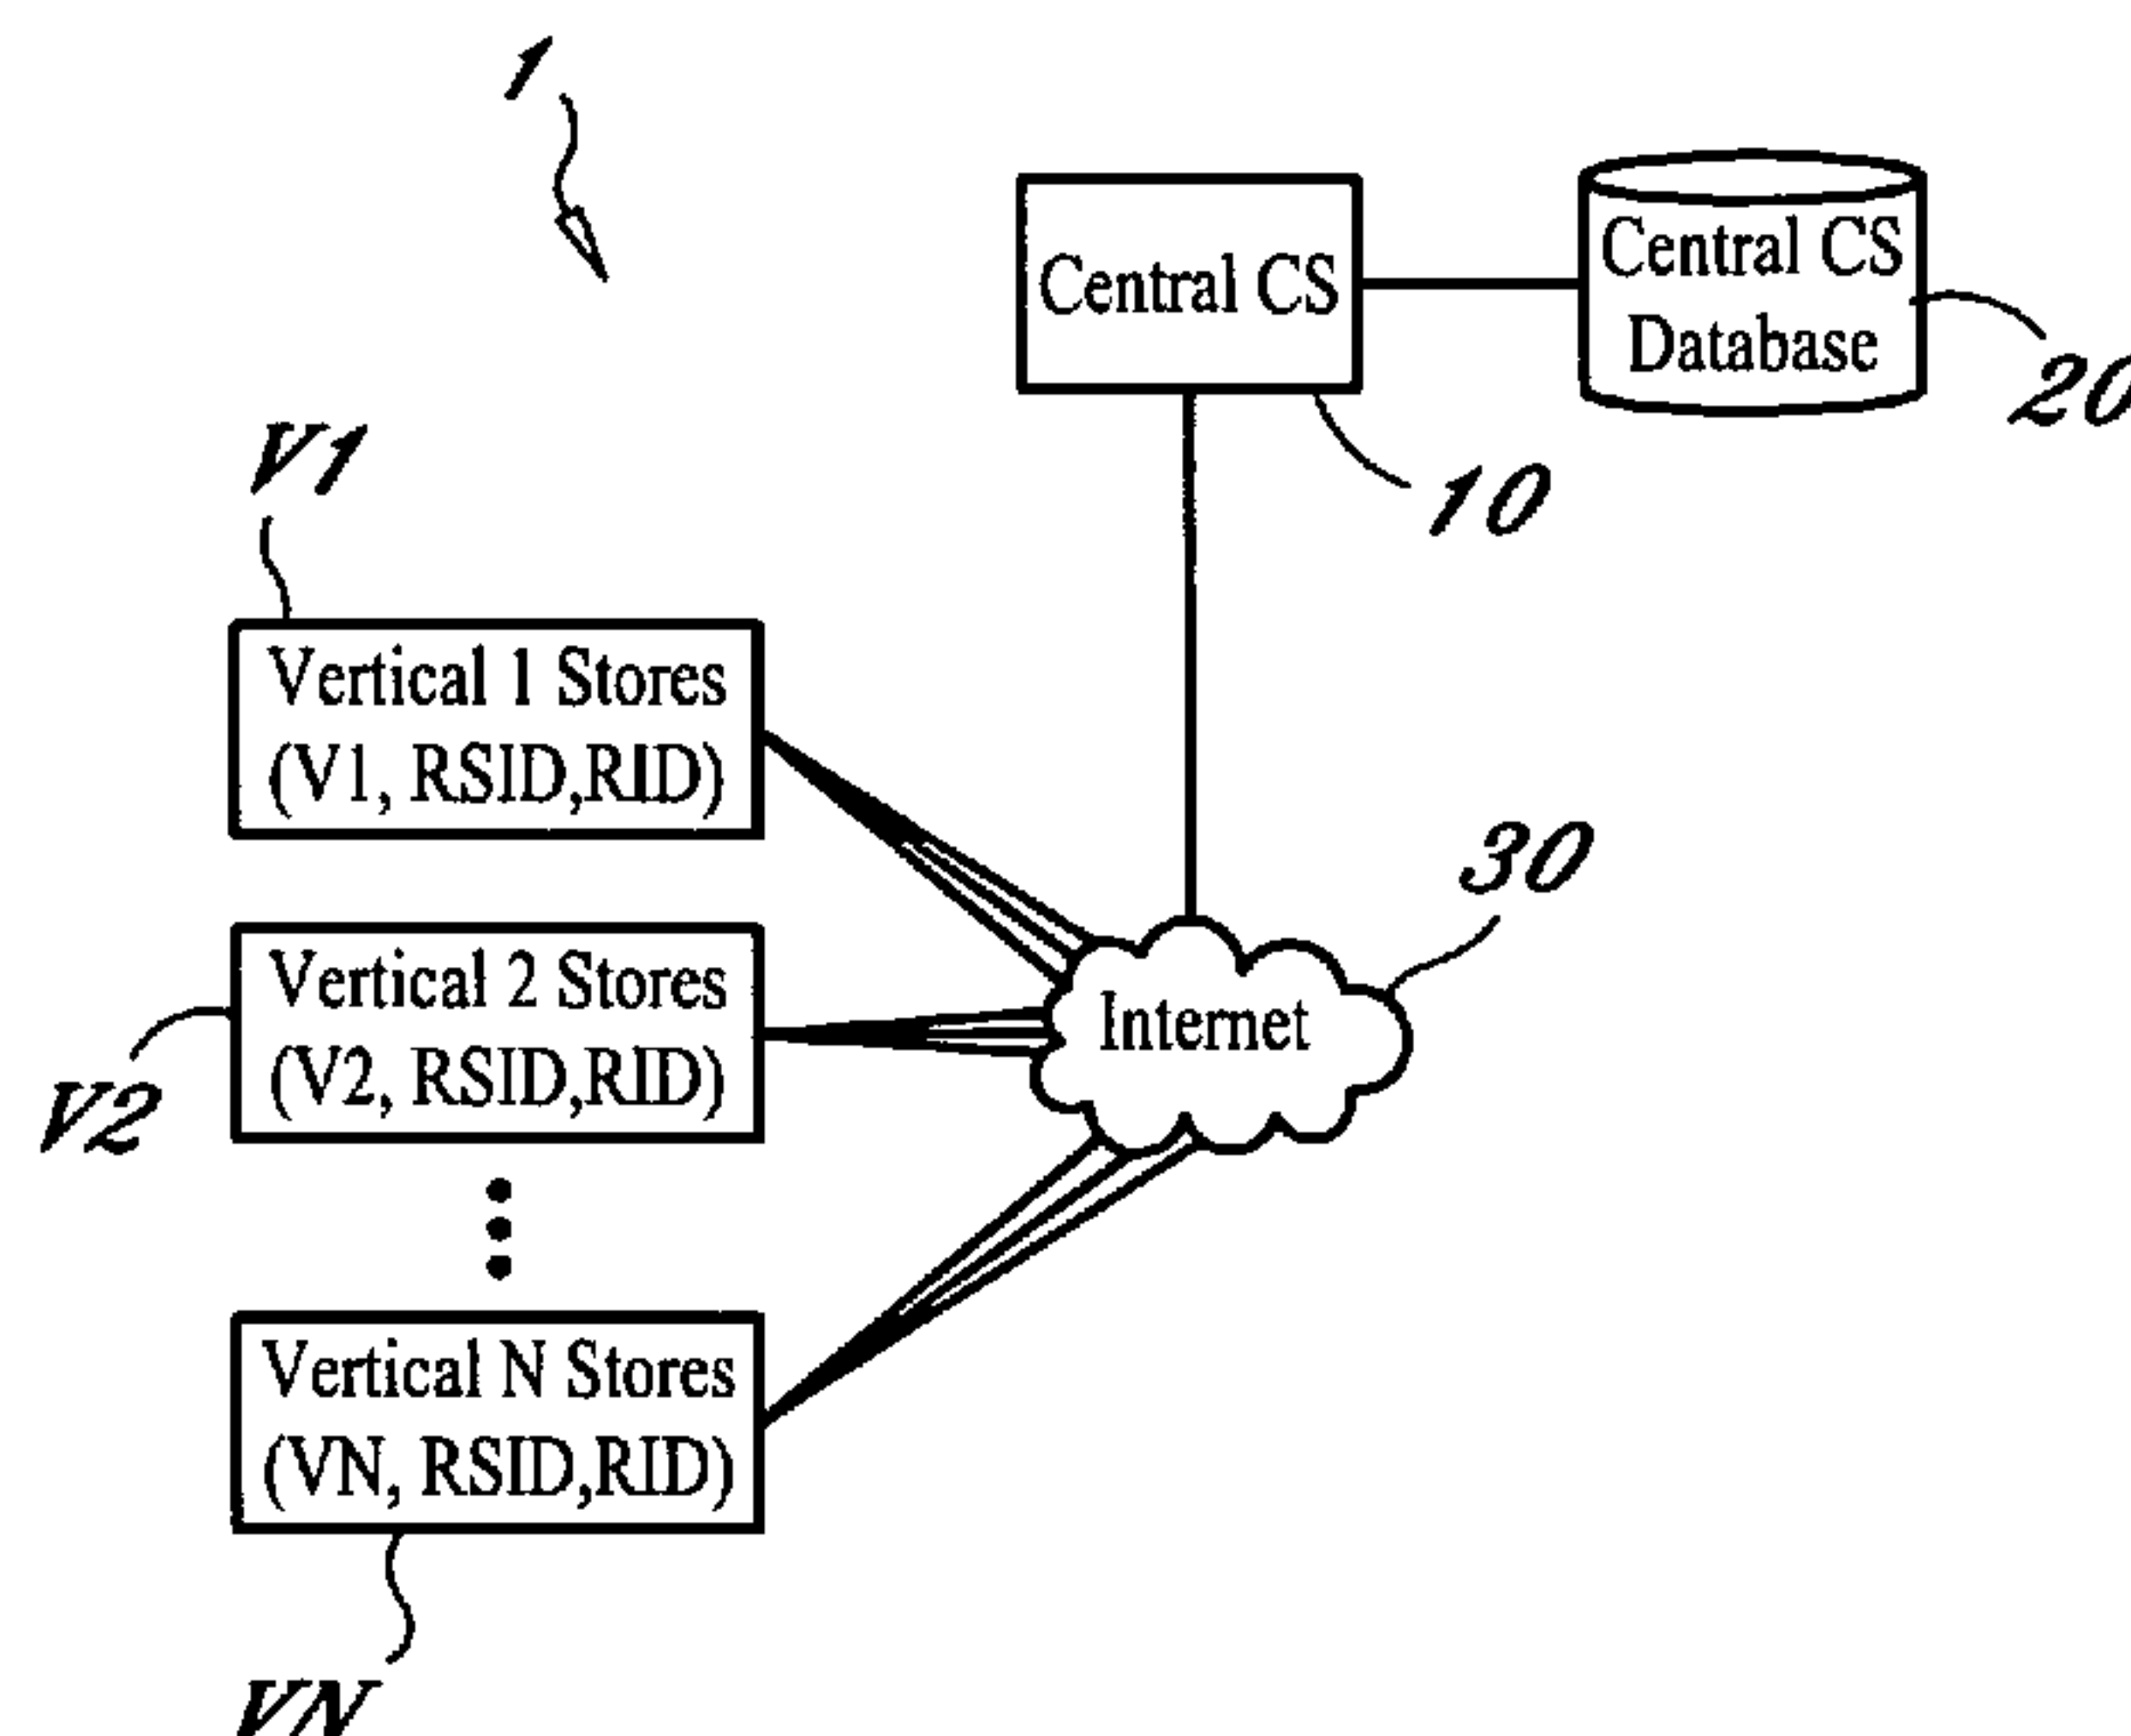 1
Central CS
Central CS
Database
20
10
V1
Vertical 1 Stores
(V1, RSID,RID)
30
Vertical 2 Stores
(V2, RSID,RID)
Internet
V2
Vertical N Stores
(VN, RSID,RID)
VN